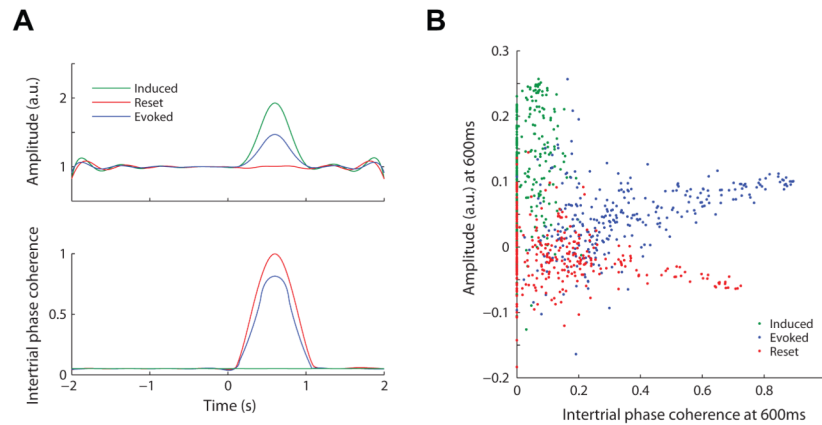 A
Amplitude (a.u.)
2
1
Induced
Reset
Evoked
Intertrial phase coherence
1
0.5
0
−2
−1
0
1
2
Time (s)
B
Amplitude (a.u.) at 600ms
0.3
0.2
0.1
0
−0.1
−0.2
Induced
Evoked
Reset
0
0.2
0.4
0.6
0.8
Intertrial phase coherence at 600ms